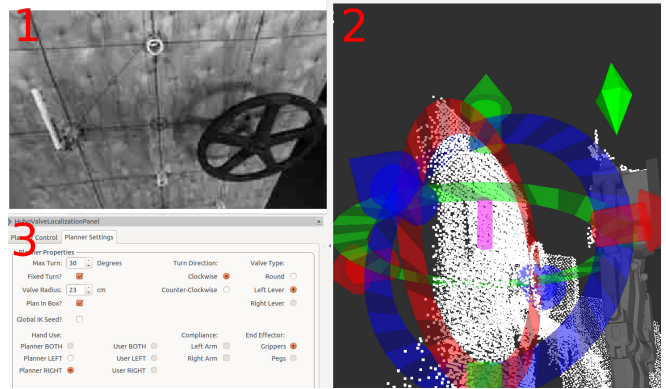 1
2
HuboValveLocalizationPanel
3
Control
Planner Settings
Planner Properties
Max Turn: 30 Degrees
Turn Direction:
Valve Type:
Fixed Turn?
Clockwise
Round
Valve Radius: 23 cm
Counter-Clockwise
Left Lever
Plan in Box?
Right Lever
Global IK Seed?
Hand Use:
Compliance:
End Effector:
Planner BOTH
User BOTH
Left Arm
Grippers
Planner LEFT
User LEFT
Right Arm
Pegs
Planner RIGHT
User RIGHT